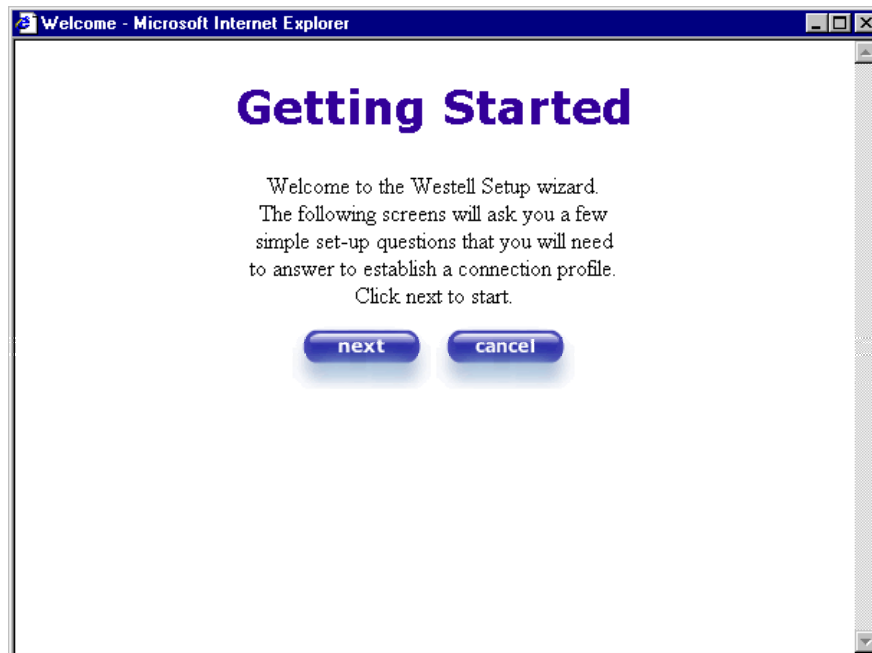 Welcome - Microsoft Internet Explorer
Getting Started
Welcome to the Westell Setup wizard.
The following screens will ask you a few
simple set-up questions that you will need
to answer to establish a connection profile.
Click next to start.
next cancel